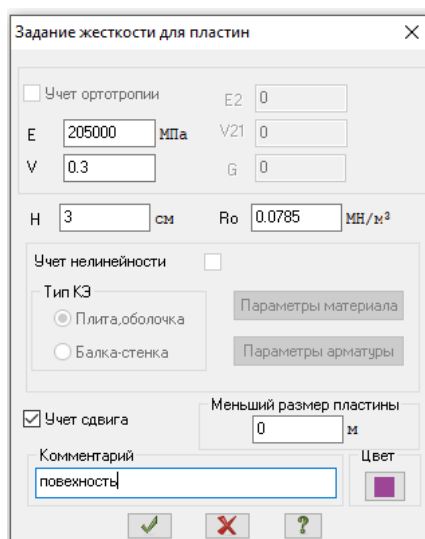 Задание жесткости для пластин
Учет ортотропии
E2 0
E 205000 МПа
V21 0
V 0.3
G 0
H 3 см
Ro 0.0785 МН/м³
Учет нелинейности
Тип КЭ
Плита,оболочка
Балка-стенка
Параметры материала
Параметры арматуры
Учет сдвига
Меньший размер пластины
0 м
Комментарий
повехность
Цвет
?